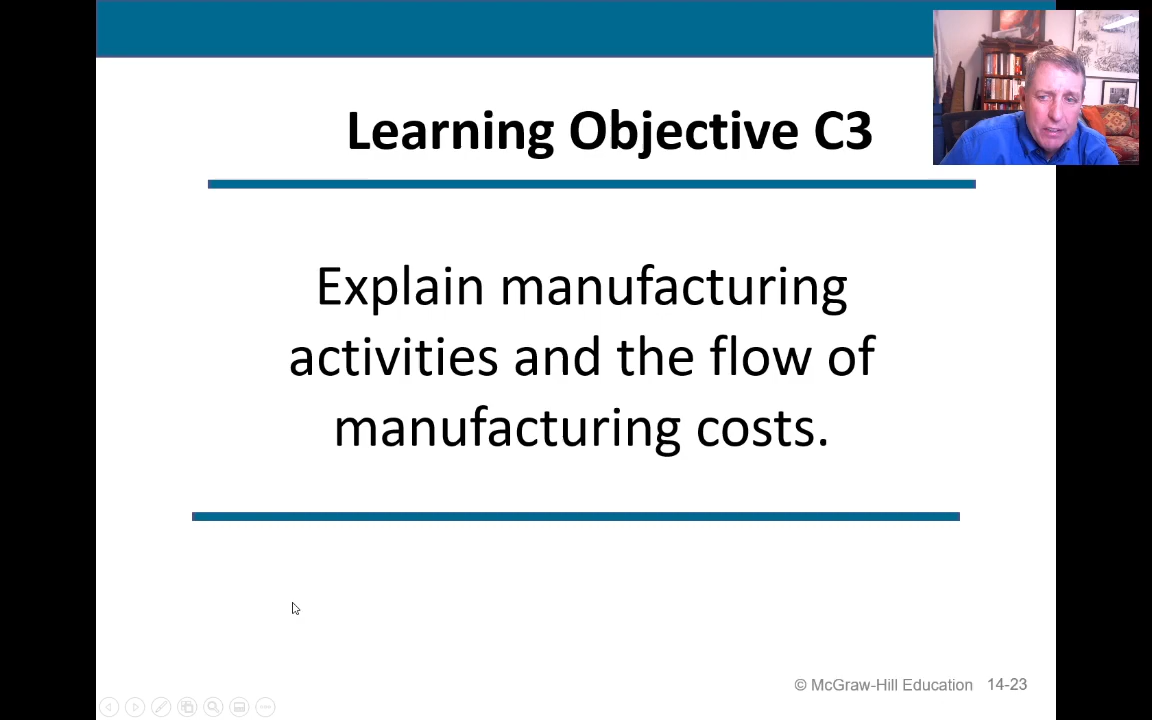 Learning Objective C3
Explain manufacturing
activities and the flow of
manufacturing costs.
© McGraw-Hill Education 14-23